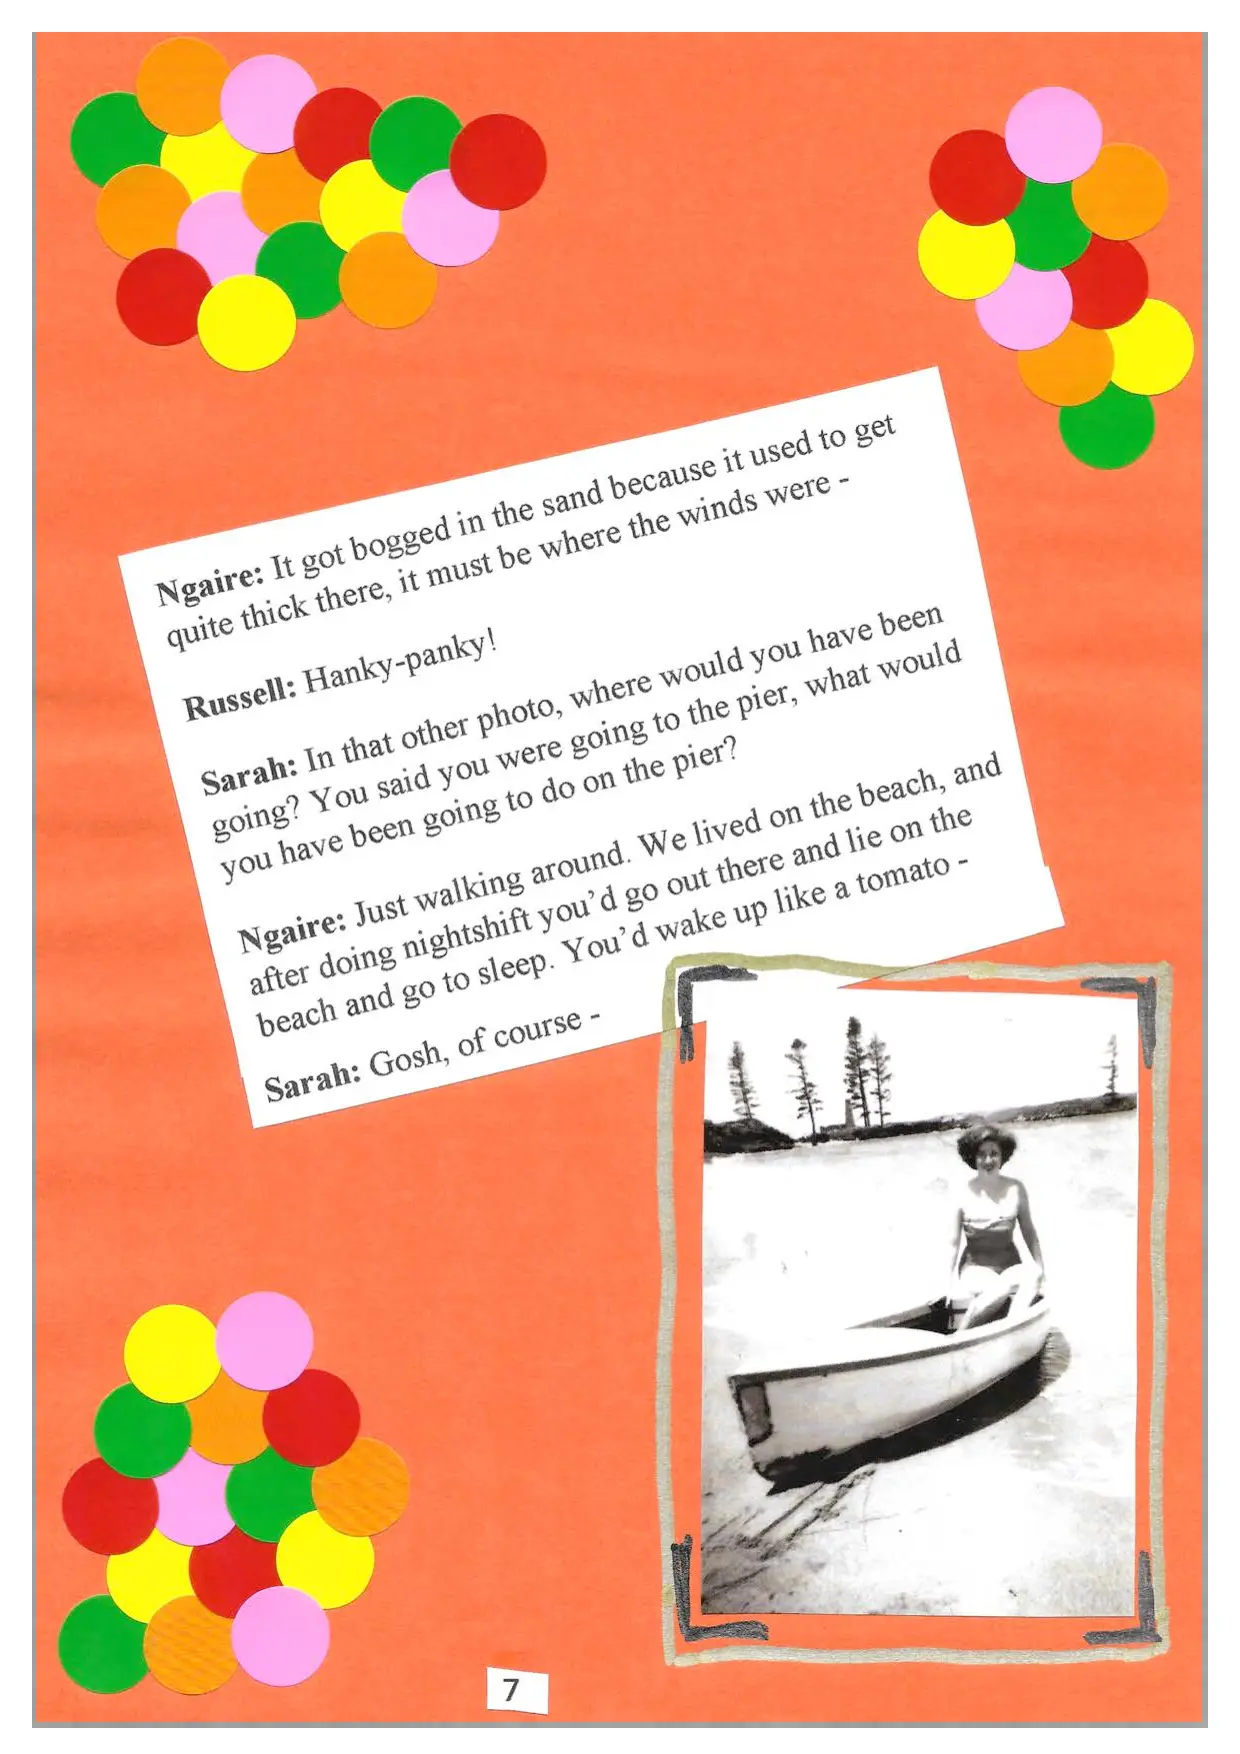 Ngaire: It got bogged in the sand because it used to get
quite thick there, it must be where the winds were -
Russell: Hanky-panky!
Sarah: In that other photo, where would you have been
going? You said you were going to the pier, what would
you have been going to do on the pier?
Ngaire: Just walking around. We lived on the beach, and
after doing nightshift you’d go out there and lie on the
beach and go to sleep. You’d wake up like a tomato -
Sarah: Gosh, of course -
7